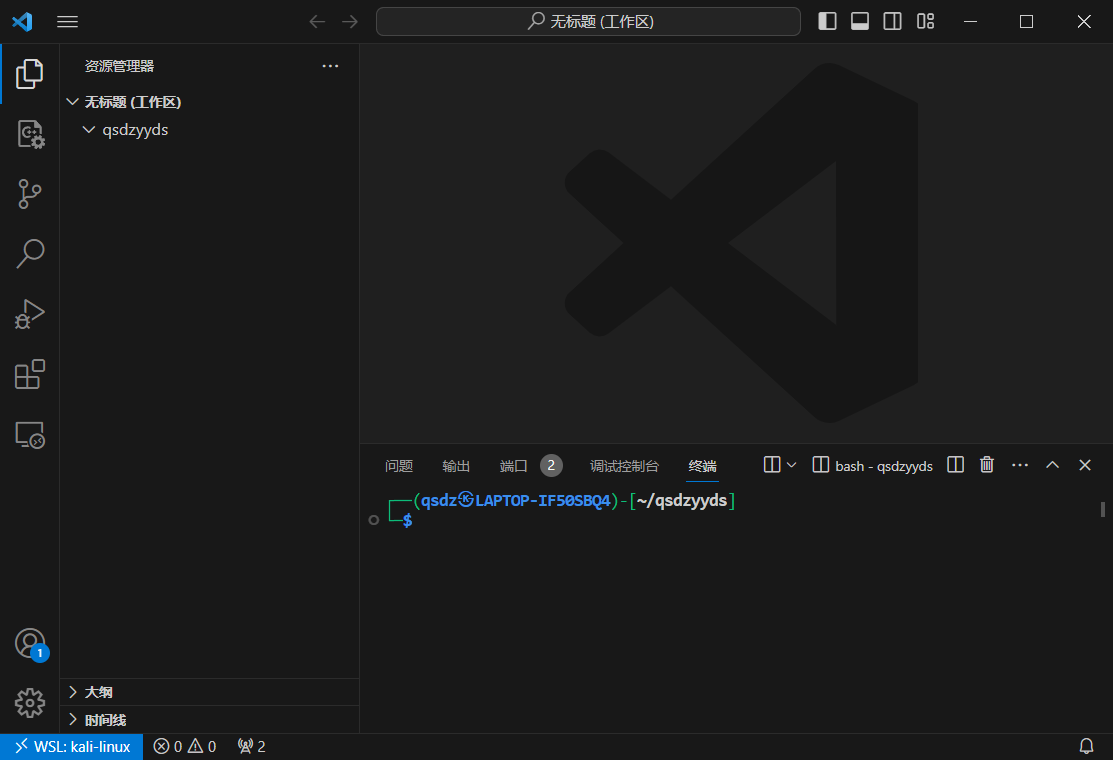 无标题 (工作区)
资源管理器
无标题 (工作区)
qsdzyyds
问题 输出 端口 2 调试控制台 终端 bash - qsdzyyds
┌──(qsdz㉿LAPTOP-IF50SBQ4)-[~/qsdzyyds]
└─$
1
大纲
时间线
WSL: kali-linux 0 0 2